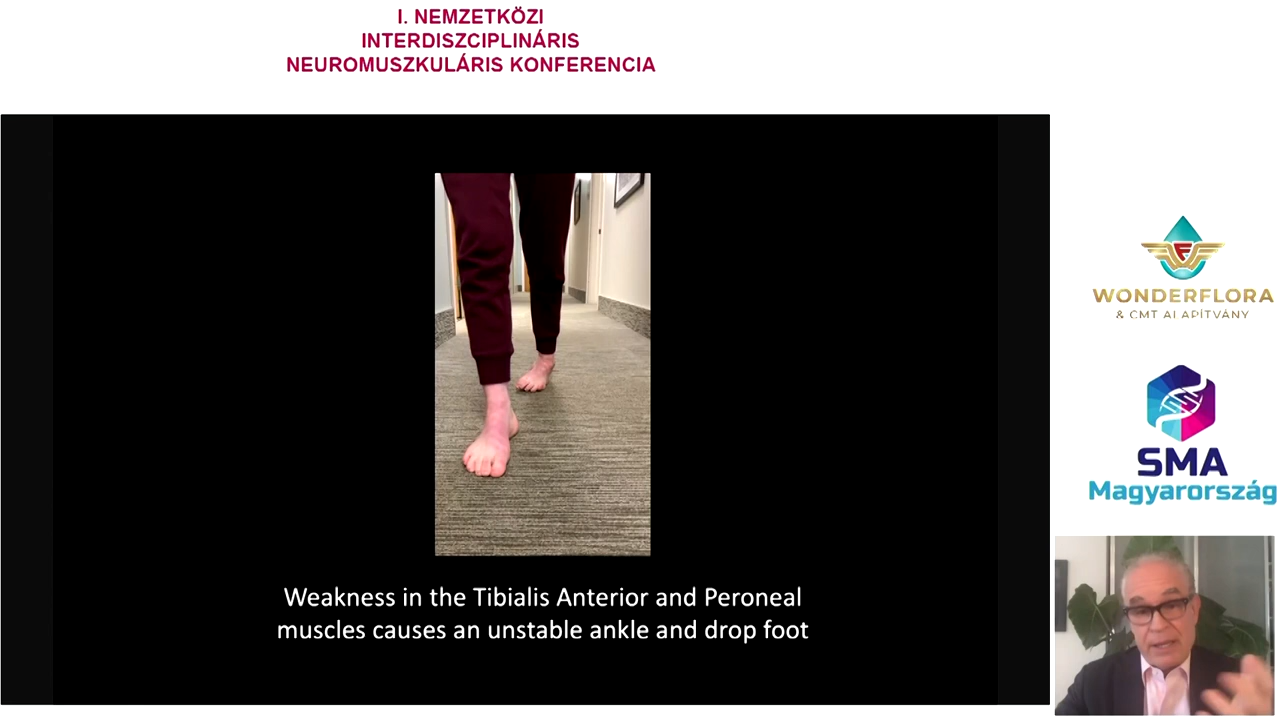 I. NEMZETKÖZI
INTERDISZCIPLINÁRIS
NEUROMUSZKULÁRIS KONFERENCIA
WONDERFLORA
& CMT ALAPÍTVÁNY
SMA
Magyarország
Weakness in the Tibialis Anterior and Peroneal
muscles causes an unstable ankle and drop foot